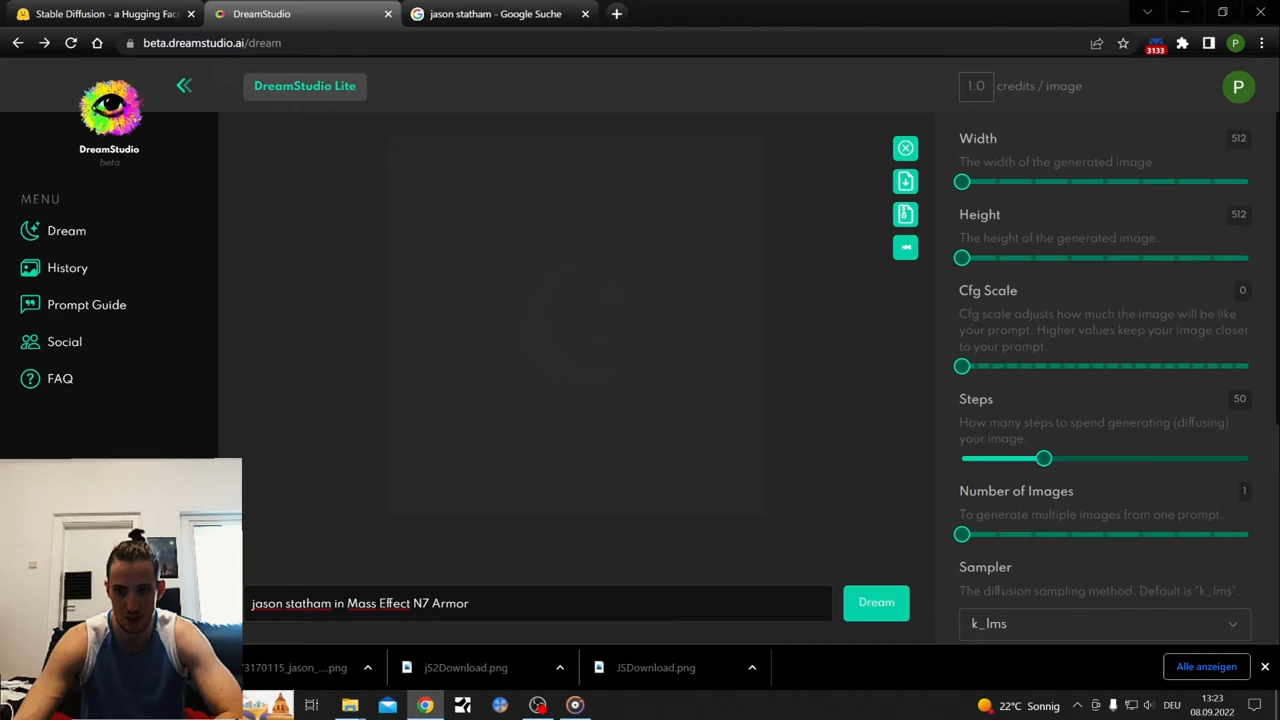 Stable Diffusion - a Hugging Fac
DreamStudio
jason statham - Google Suche
beta.dreamstudio.ai/dream
3133
P
DreamStudio Lite
1.0 credits / image
P
DreamStudio
beta
MENU
Dream
History
Prompt Guide
Social
FAQ
Width
512
The width of the generated image.
Height
512
The height of the generated image.
Cfg Scale
0
Cfg scale adjusts how much the image will be like
your prompt. Higher values keep your image closer
to your prompt.
Steps
50
How many steps to spend generating (diffusing)
your image.
Number of Images
1
To generate multiple images from one prompt.
Sampler
The diffusion sampling method. Default is "k_lms".
k_lms
jason statham in Mass Effect N7 Armor
Dream
73170115_jason_....png
jS2Download.png
JSDownload.png
Alle anzeigen
22°C Sonnig
DEU
13:23
08.09.2022